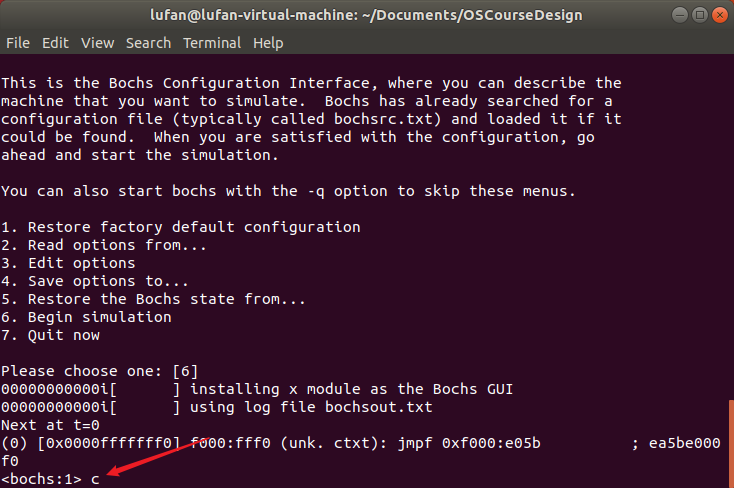 lufan@lufan-virtual-machine: ~/Documents/OSCourseDesign
File Edit View Search Terminal Help
This is the Bochs Configuration Interface, where you can describe the
machine that you want to simulate.  Bochs has already searched for a
configuration file (typically called bochsrc.txt) and loaded it if it
could be found.  When you are satisfied with the configuration, go
ahead and start the simulation.
You can also start bochs with the -q option to skip these menus.
1. Restore factory default configuration
2. Read options from...
3. Edit options
4. Save options to...
5. Restore the Bochs state from...
6. Begin simulation
7. Quit now
Please choose one: [6]
00000000000i[      ] installing x module as the Bochs GUI
00000000000i[      ] using log file bochsout.txt
Next at t=0
(0) [0x0000fffffff0] f000:fff0 (unk. ctxt): jmpf 0xf000:e05b          ; ea5be000
f0
<bochs:1> c